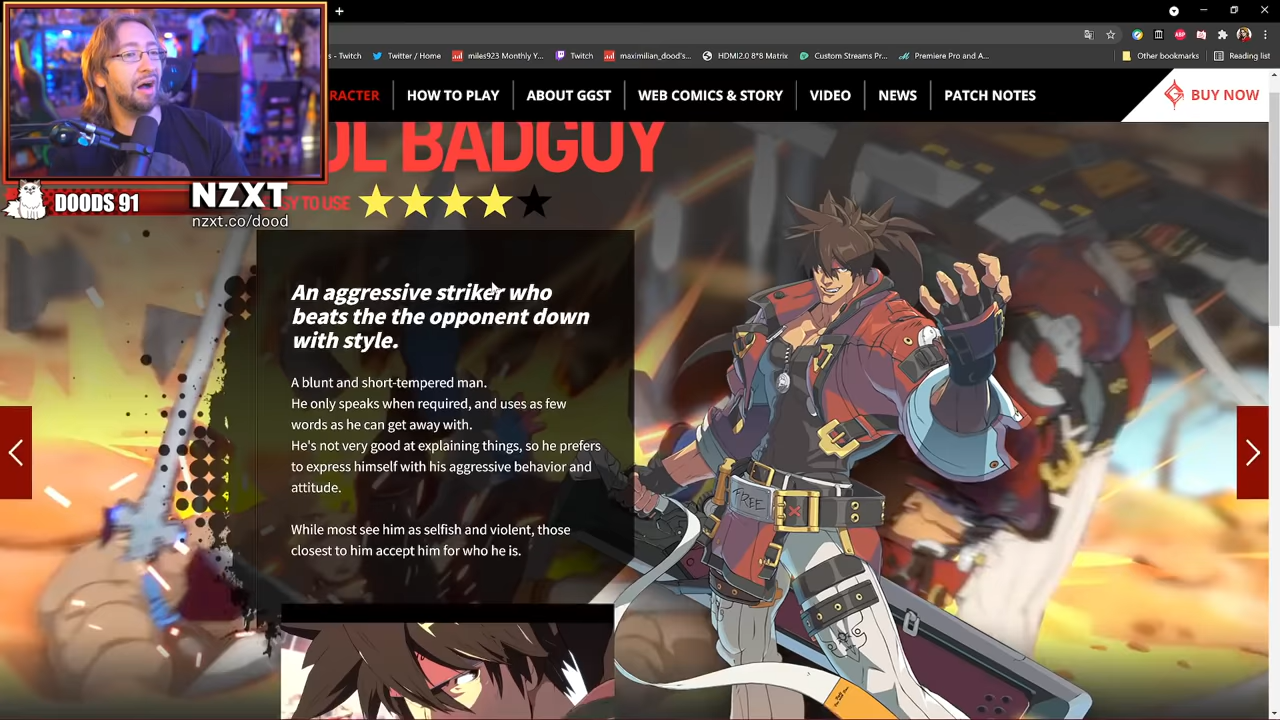 - Twitch
Twitter / Home
miles923 Monthly Y...
Twitch
maximilian_dood's...
HDMI2.0 8*8 Matrix
Custom Streams Pr...
Premiere Pro and A...
Other bookmarks
Reading list
RACTER
HOW TO PLAY
ABOUT GGST
WEB COMICS & STORY
VIDEO
NEWS
PATCH NOTES
BUY NOW
OL BADGUY
SY TO USE
DOODS 91
NZXT
nzxt.co/dood
An aggressive striker who
beats the the opponent down
with style.
A blunt and short-tempered man.
He only speaks when required, and uses as few
words as he can get away with.
He's not very good at explaining things, so he prefers
to express himself with his aggressive behavior and
attitude.
While most see him as selfish and violent, those
closest to him accept him for who he is.
FREE